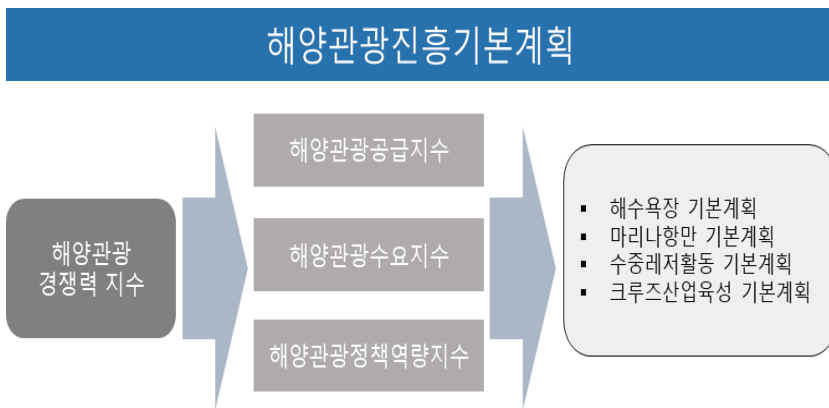 해양관광진흥기본계획
해양관광
경쟁력 지수
해양관광공급지수
해양관광수요지수
해양관광정책역량지수
▪ 해수욕장 기본계획
▪ 마리나항만 기본계획
▪ 수중레저활동 기본계획
▪ 크루즈산업육성 기본계획